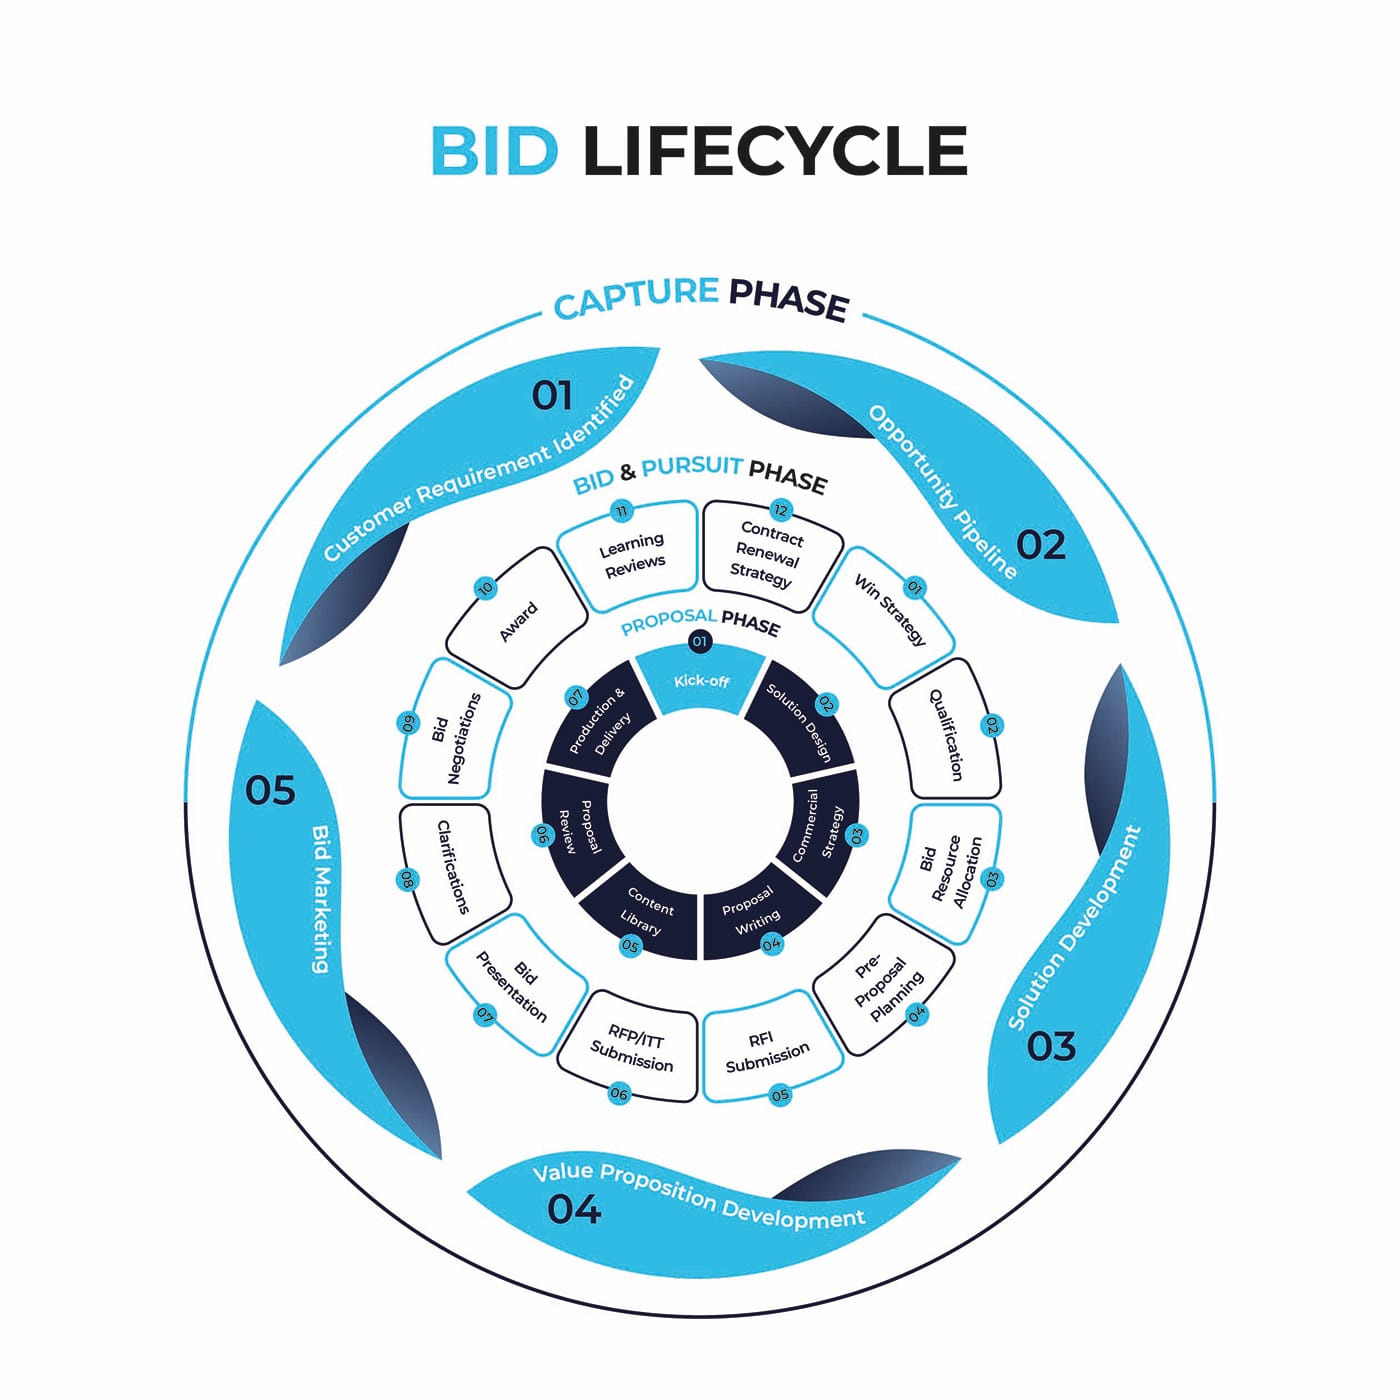 BID LIFECYCLE
CAPTURE PHASE
01
Customer Requirement Identified
02
Opportunity Pipeline
03
Solution Development
04
Value Proposition Development
05
Bid Marketing
BID & PURSUIT PHASE
01
Win Strategy
02
Qualification
03
Bid
Resource
Allocation
04
Pre-
Proposal
Planning
05
RFI
Submission
06
RFP/ITT
Submission
07
Bid
Presentation
08
Clarifications
09
Bid
Negotiations
10
Award
11
Learning
Reviews
12
Contract
Renewal
Strategy
PROPOSAL PHASE
01
Kick-off
02
Solution Design
03
Commercial
Strategy
04
Proposal
Writing
05
Content
Library
06
Proposal
Review
07
Production &
Delivery